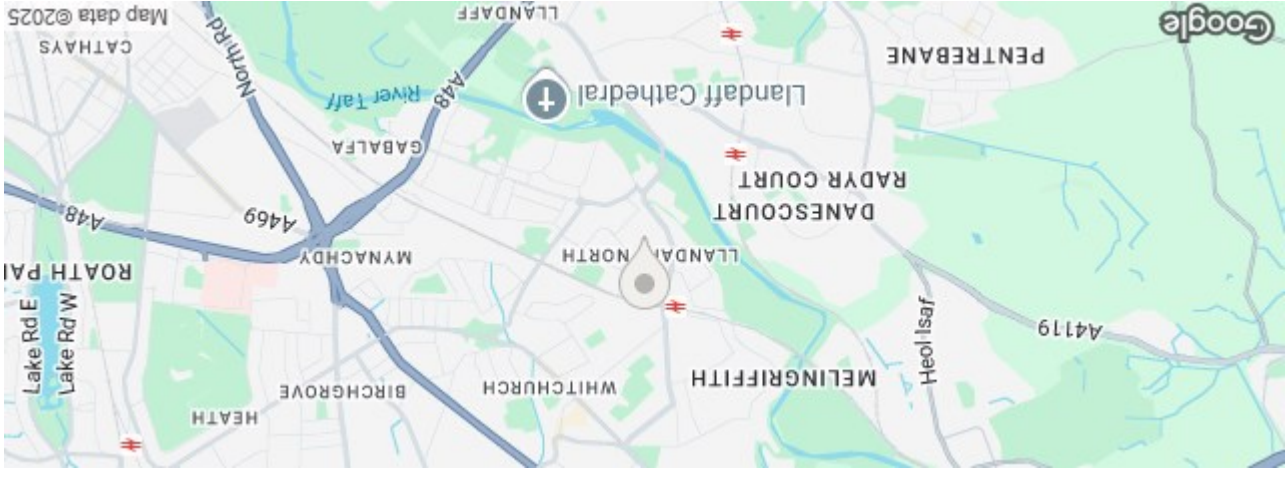 Lake Rd E
Lake Rd W
HEATH
BIRCHGROVE
WHITCHURCH
MELINGRIFFITH
Heol Isaf
A4119
ROATH PA
MYNACHDY
LLANDA
NORTH
DANESCOURT
RADYR COURT
A48
A469
GABALFA
River Taff
A48
Llandaff Cathedral
PENTREBANE
North Rd
CATHAYS
LLANDAFF
Map data ©2025
Google